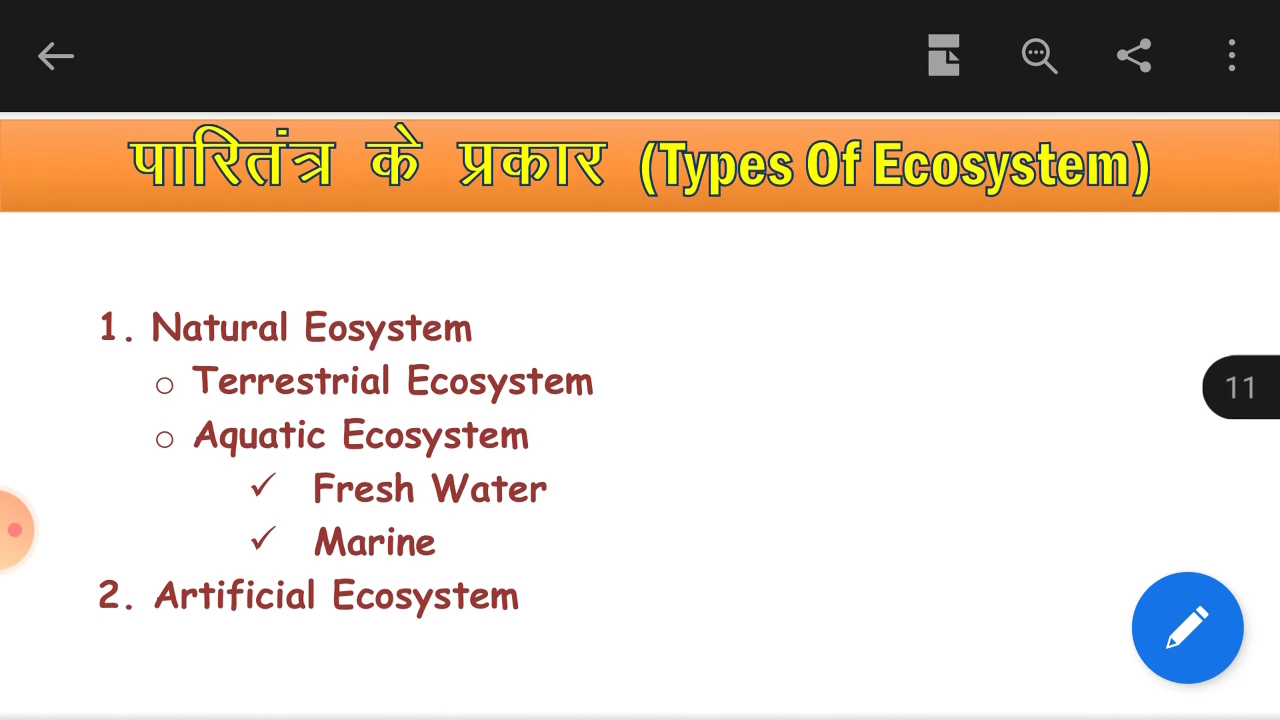 पारितंत्र के प्रकार (Types Of Ecosystem)
1. Natural Eosystem
○ Terrestrial Ecosystem
○ Aquatic Ecosystem
✓ Fresh Water
✓ Marine
11
2. Artificial Ecosystem